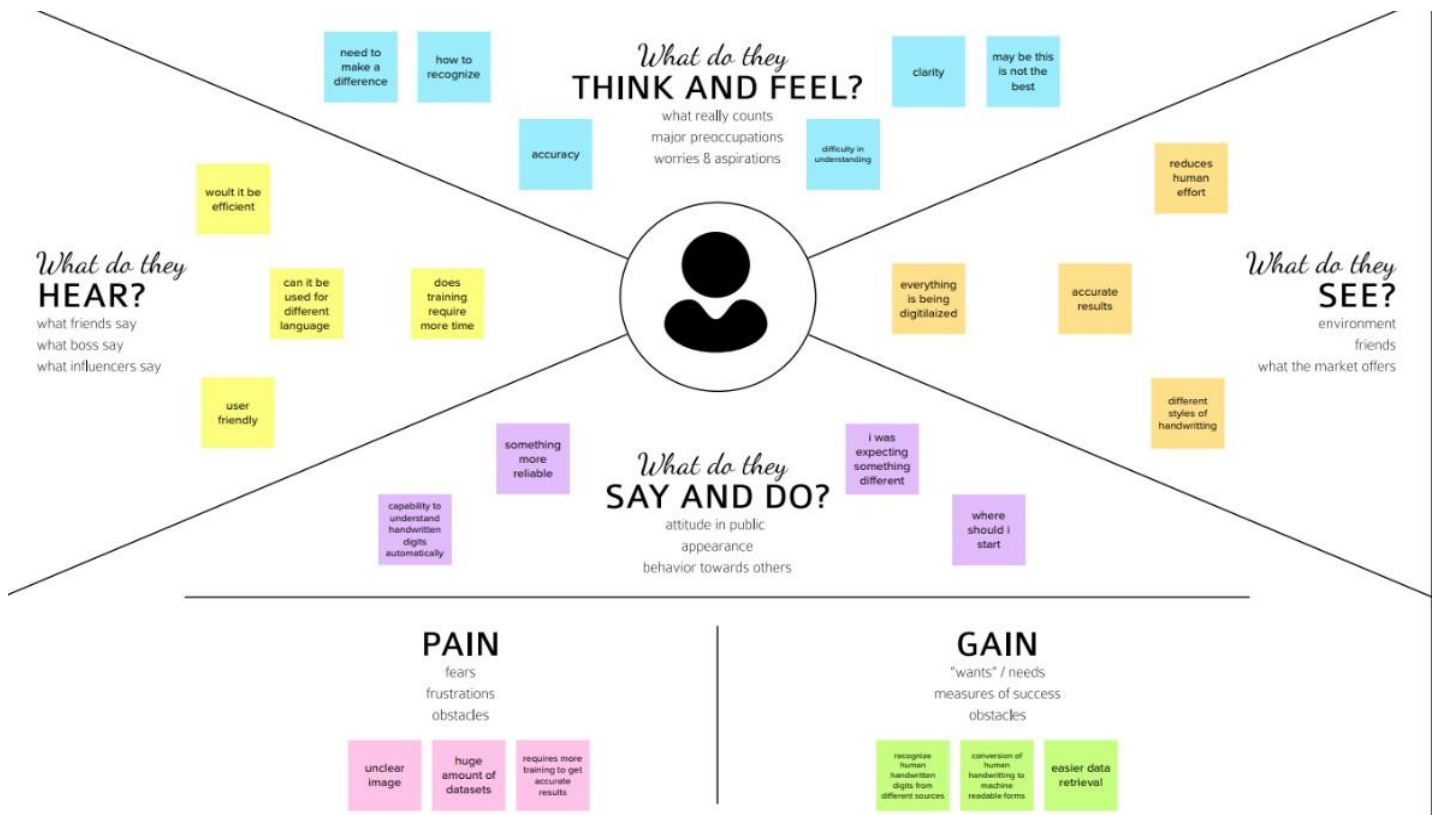 need to
make a
difference
how to
recognize
What do they
THINK AND FEEL?
what really counts
major preoccupations
worries & aspirations
clarity
may be this
is not the
best
accuracy
difficulty in
understanding
woult it be
efficient
What do they
HEAR?
what friends say
what boss say
what influencers say
can it be
used for
different
language
does
training
require
more time
user
friendly
reduces
human
effort
everything
is being
digitilaized
accurate
results
What do they
SEE?
environment
friends
what the market offers
different
styles of
handwritting
something
more
reliable
capability to
understand
handwritten
digits
automatically
What do they
SAY AND DO?
attitude in public
appearance
behavior towards others
i was
expecting
something
different
where
should i
start
PAIN
fears
frustrations
obstacles
unclear
image
huge
amount of
datasets
requires more
training to get
accurate
results
GAIN
"wants" / needs
measures of success
obstacles
recognize
human
handwritten
digits from
different sources
conversion of
human
handwritting to
machine
readable forms
easier data
retrieval